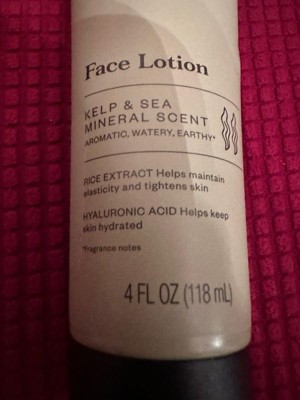 Face Lotion
KELP & SEA
MINERAL SCENT
AROMATIC, WATERY, EARTHY*
RICE EXTRACT Helps maintain
elasticity and tightens skin
HYALURONIC ACID Helps keep
skin hydrated
*Fragrance notes
4 FL OZ (118 mL)